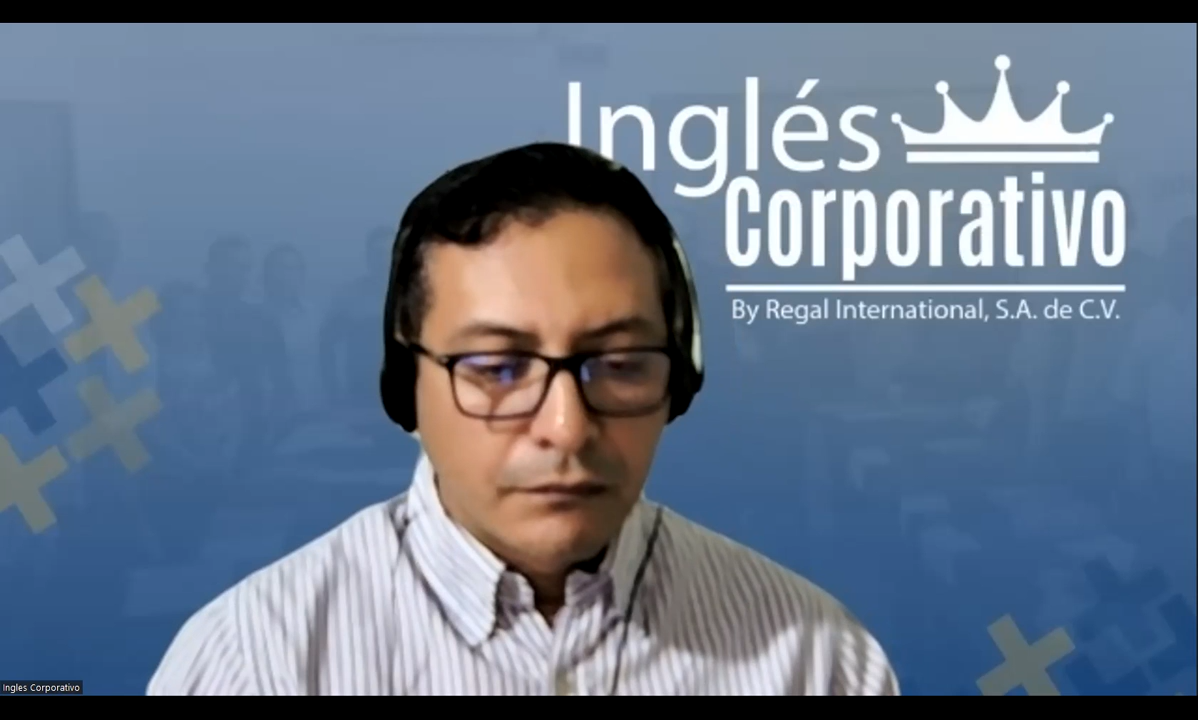 Inglés
Corporativo
By Regal International, S.A. de C.V.
Ingles Corporativo